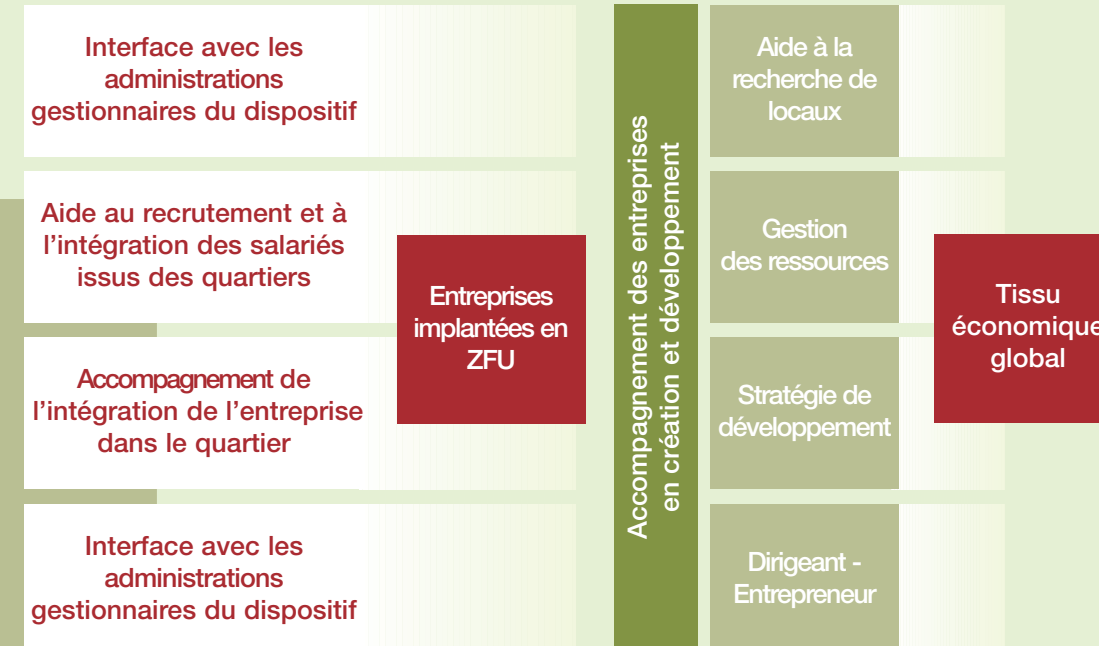 Interface avec les
administrations
gestionnaires du dispositif
Aide au recrutement et à
l’intégration des salariés
issus des quartiers
Accompagnement de
l’intégration de l’entreprise
dans le quartier
Interface avec les
administrations
gestionnaires du dispositif
Entreprises
implantées en
ZFU
Accompagnement des entreprises
en création et développement
Aide à la
recherche de
locaux
Gestion
des ressources
Stratégie de
développement
Dirigeant -
Entrepreneur
Tissu
économique
global